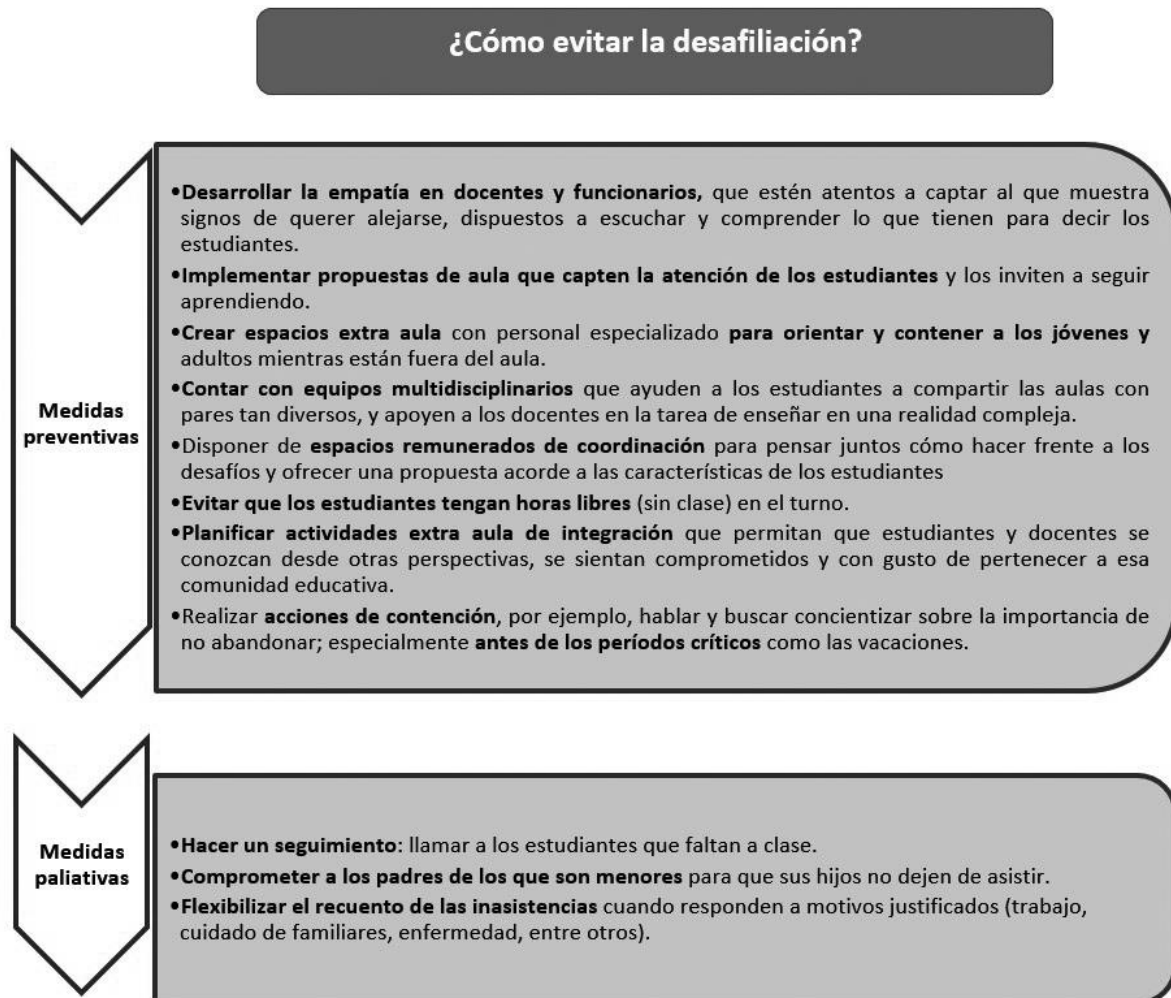 ¿Cómo evitar la desafiliación?
Medidas
preventivas
•Desarrollar la empatía en docentes y funcionarios, que estén atentos a captar al que muestra
signos de querer alejarse, dispuestos a escuchar y comprender lo que tienen para decir los
estudiantes.
•Implementar propuestas de aula que capten la atención de los estudiantes y los inviten a seguir
aprendiendo.
•Crear espacios extra aula con personal especializado para orientar y contener a los jóvenes y
adultos mientras están fuera del aula.
•Contar con equipos multidisciplinarios que ayuden a los estudiantes a compartir las aulas con
pares tan diversos, y apoyen a los docentes en la tarea de enseñar en una realidad compleja.
•Disponer de espacios remunerados de coordinación para pensar juntos cómo hacer frente a los
desafíos y ofrecer una propuesta acorde a las características de los estudiantes
•Evitar que los estudiantes tengan horas libres (sin clase) en el turno.
•Planificar actividades extra aula de integración que permitan que estudiantes y docentes se
conozcan desde otras perspectivas, se sientan comprometidos y con gusto de pertenecer a esa
comunidad educativa.
•Realizar acciones de contención, por ejemplo, hablar y buscar concientizar sobre la importancia de
no abandonar; especialmente antes de los períodos críticos como las vacaciones.
Medidas
paliativas
•Hacer un seguimiento: llamar a los estudiantes que faltan a clase.
•Comprometer a los padres de los que son menores para que sus hijos no dejen de asistir.
•Flexibilizar el recuento de las inasistencias cuando responden a motivos justificados (trabajo,
cuidado de familiares, enfermedad, entre otros).